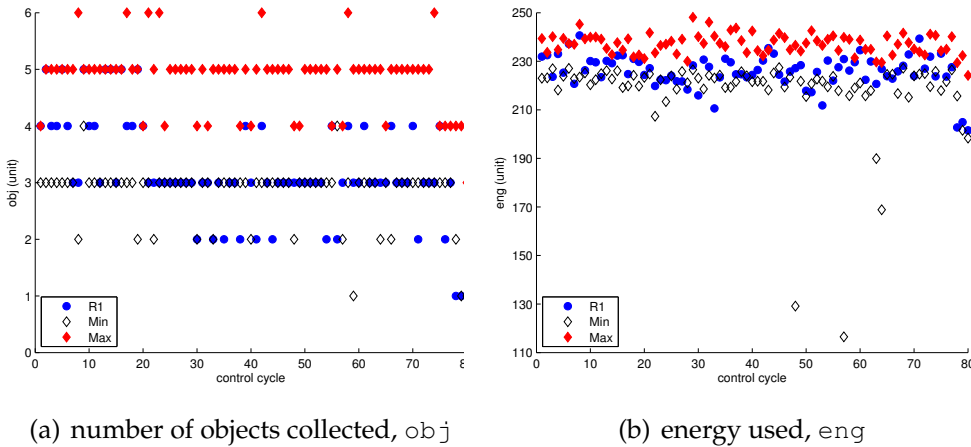 6
5
4
3
2
1
0
obj (unit)
R1
Min
Max
0 10 20 30 40 50 60 70 8
control cycle
(a) number of objects collected, obj
250
230
210
190
170
150
130
110
eng (unit)
R1
Min
Max
0 10 20 30 40 50 60 70 80
control cycle
(b) energy used, eng